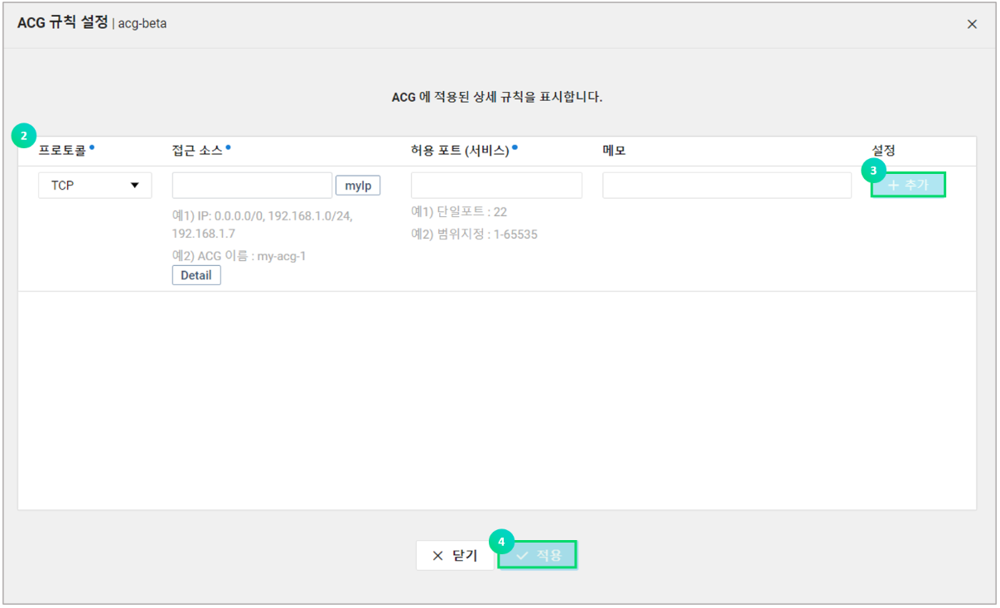 ACG 규칙 설정 | acg-beta
ACG 에 적용된 상세 규칙을 표시합니다.
2
프로토콜 접근 소스 허용 포트 (서비스) 메모 설정
3
TCP myIp + 추가
예1) IP: 0.0.0.0/0, 192.168.1.0/24,
192.168.1.7
예2) ACG 이름 : my-acg-1
Detail
예1) 단일포트 : 22
예2) 범위지정 : 1-65535
4
닫기 적용